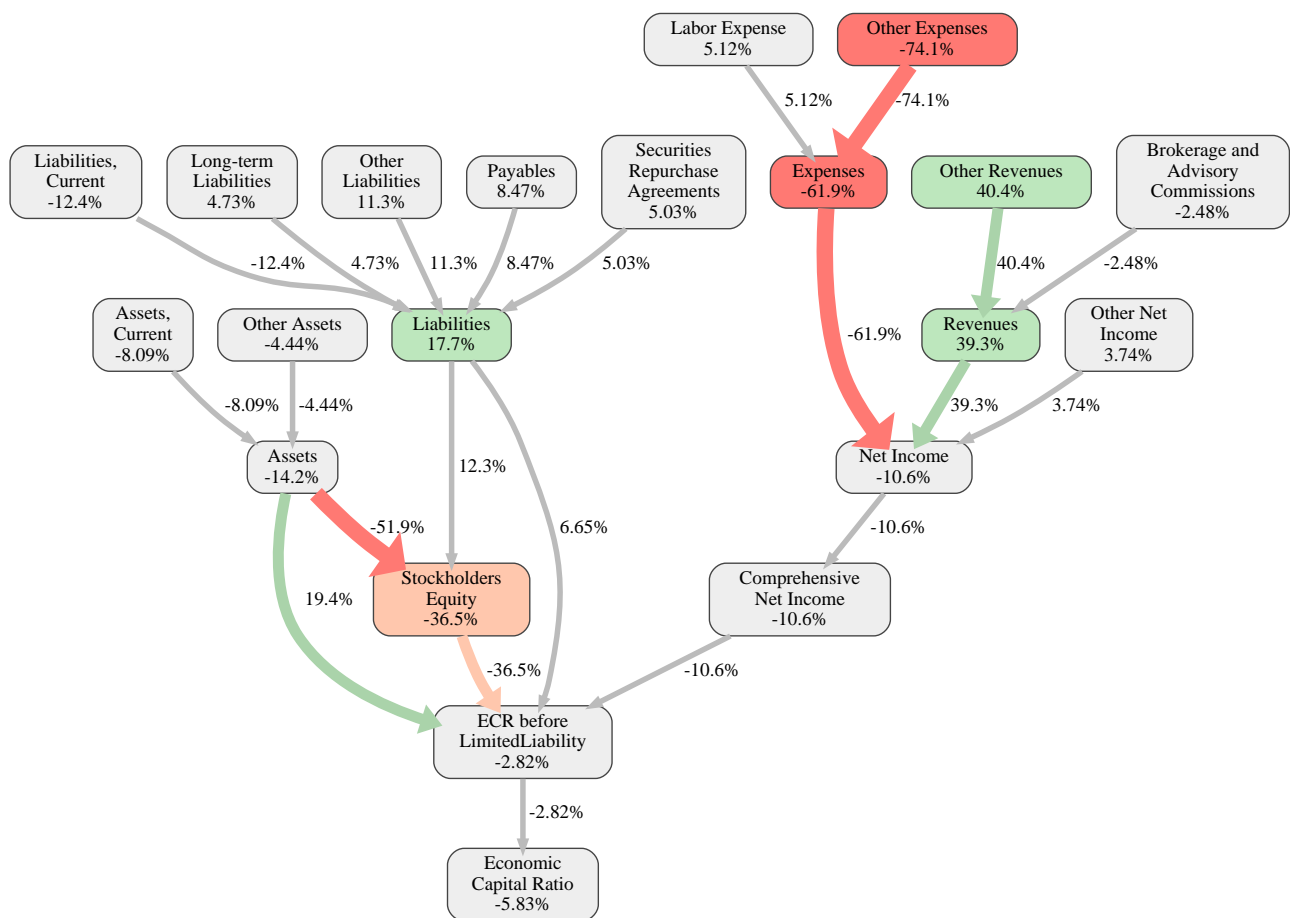 Labor Expense
5.12%
Other Expenses
-74.1%
5.12%
-74.1%
Liabilities,
Current
-12.4%
Long-term
Liabilities
4.73%
Other
Liabilities
11.3%
Payables
8.47%
Securities
Repurchase
Agreements
5.03%
Expenses
-61.9%
Other Revenues
40.4%
Brokerage and
Advisory
Commissions
-2.48%
-12.4%
4.73%
11.3%
8.47%
5.03%
40.4%
-2.48%
Assets,
Current
-8.09%
Other Assets
-4.44%
Liabilities
17.7%
-61.9%
Revenues
39.3%
Other Net
Income
3.74%
-8.09%
-4.44%
39.3%
3.74%
Assets
-14.2%
12.3%
Net Income
-10.6%
-51.9%
6.65%
-10.6%
19.4%
Stockholders
Equity
-36.5%
Comprehensive
Net Income
-10.6%
-36.5%
-10.6%
ECR before
LimitedLiability
-2.82%
-2.82%
Economic
Capital Ratio
-5.83%